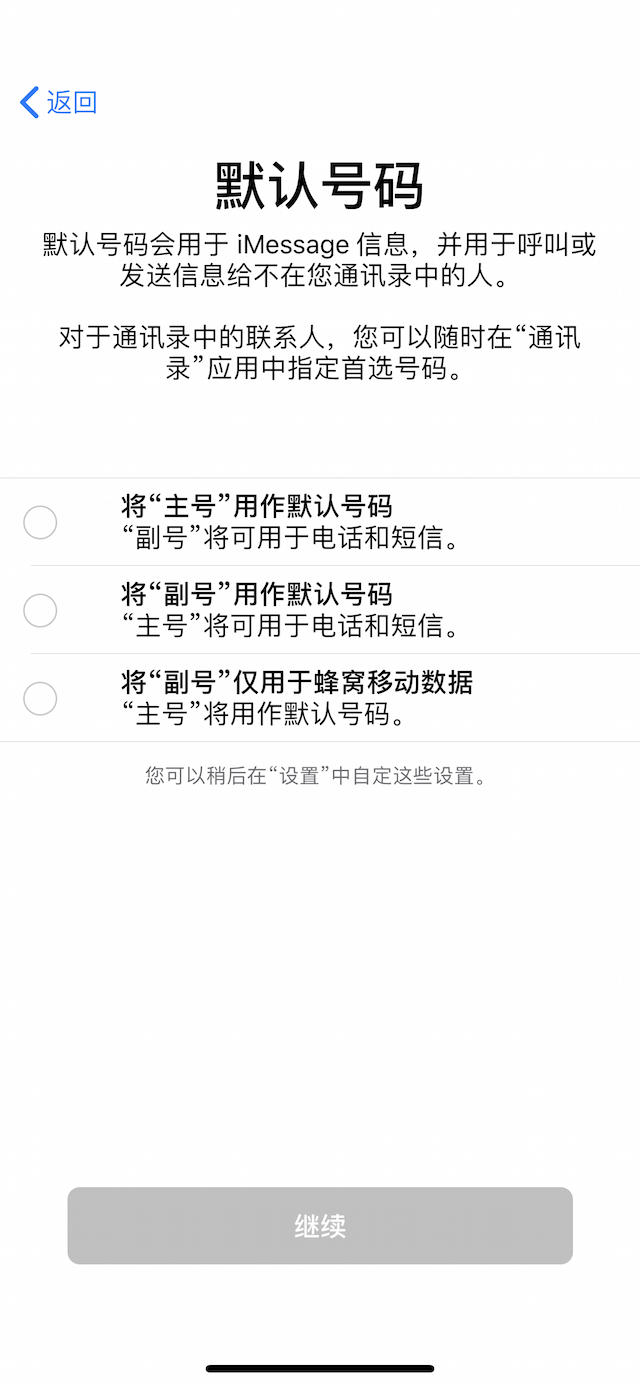 返回
默认号码
默认号码会用于 iMessage 信息，并用于呼叫或
发送信息给不在您通讯录中的人。
对于通讯录中的联系人，您可以随时在“通讯
录”应用中指定首选号码。
将“主号”用作默认号码
“副号”将可用于电话和短信。
将“副号”用作默认号码
“主号”将可用于电话和短信。
将“副号”仅用于蜂窝移动数据
“主号”将用作默认号码。
您可以稍后在“设置”中自定这些设置。
继续